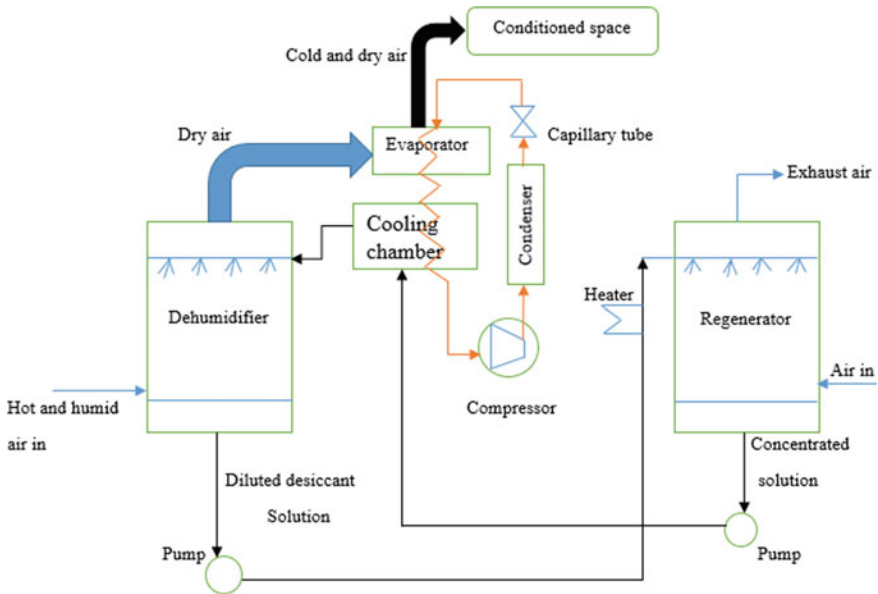 Conditioned space
Cold and dry air
Dry air
Evaporator
Capillary tube
Exhaust air
Cooling
chamber
Condenser
Heater
Dehumidifier
Regenerator
Air in
Hot and humid
air in
Compressor
Concentrated
solution
Diluted desiccant
Solution
Pump
Pump